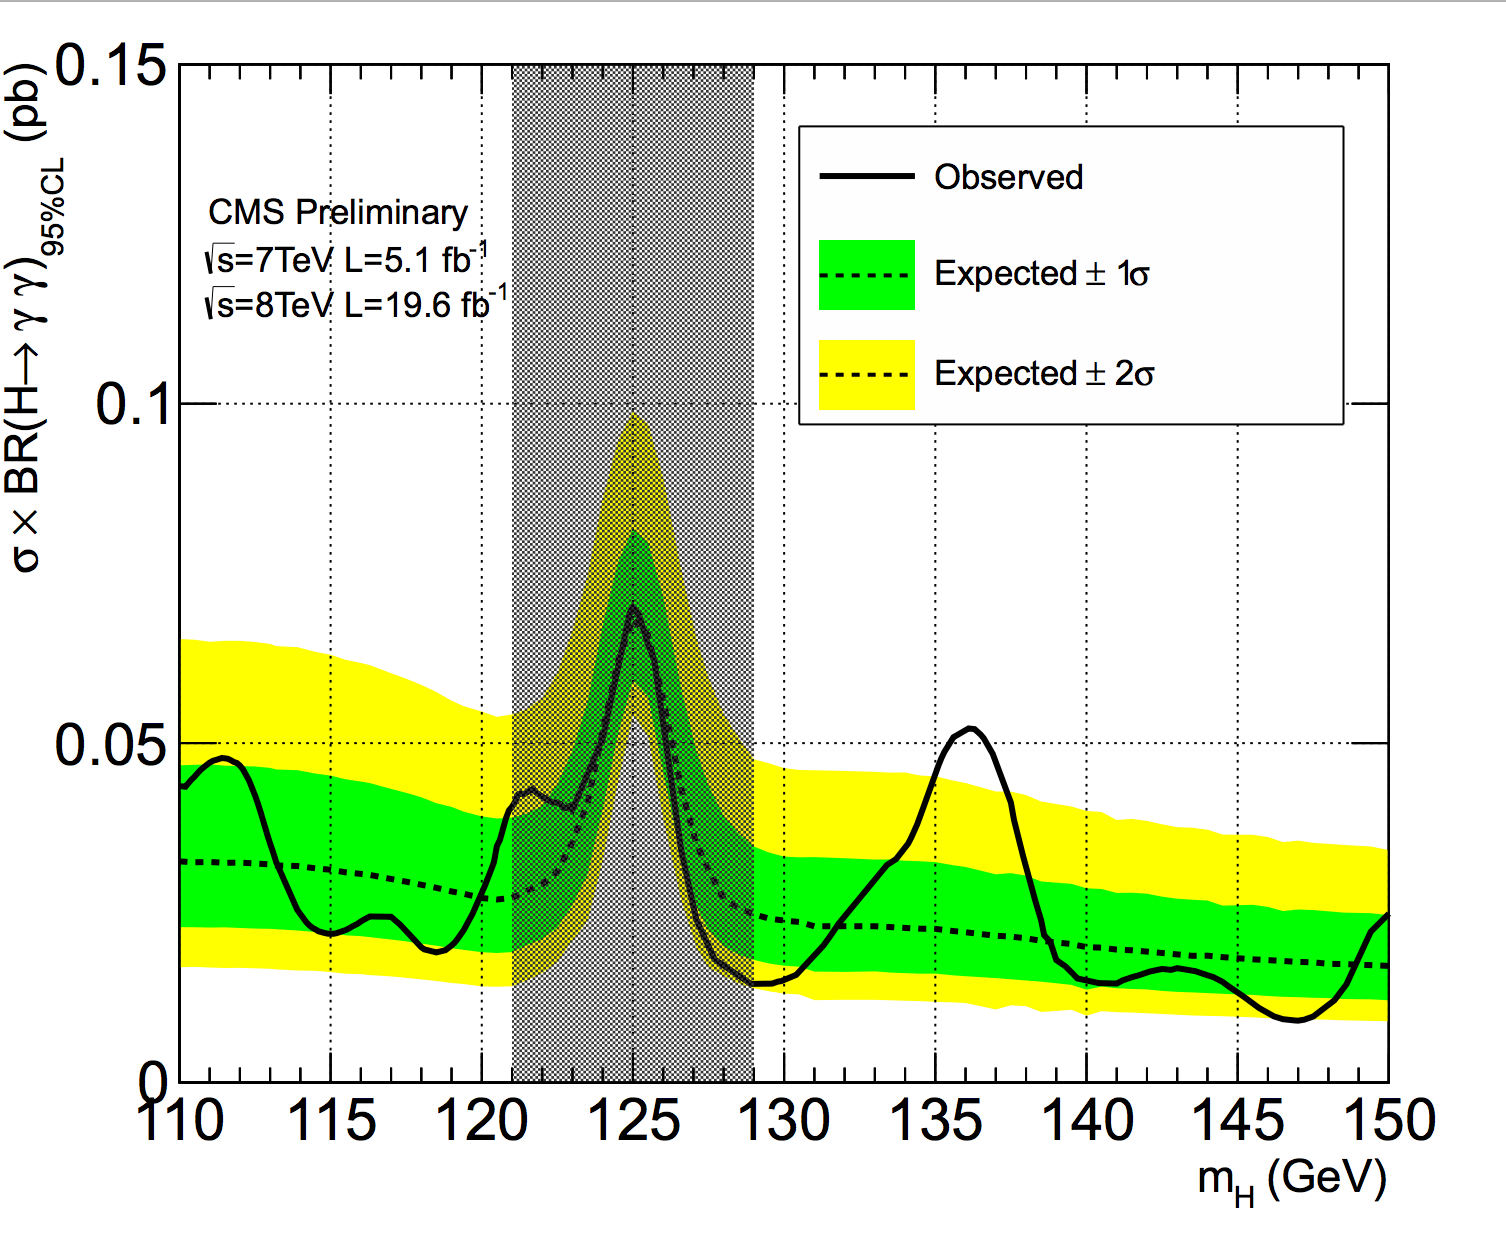 σ × BR(H→ γ γ)95%CL (pb)
0.15
0.1
0.05
0
CMS Preliminary
√s=7TeV L=5.1 fb-1
√s=8TeV L=19.6 fb-1
Observed
Expected ± 1σ
Expected ± 2σ
110 115 120 125 130 135 140 145 150
mH (GeV)